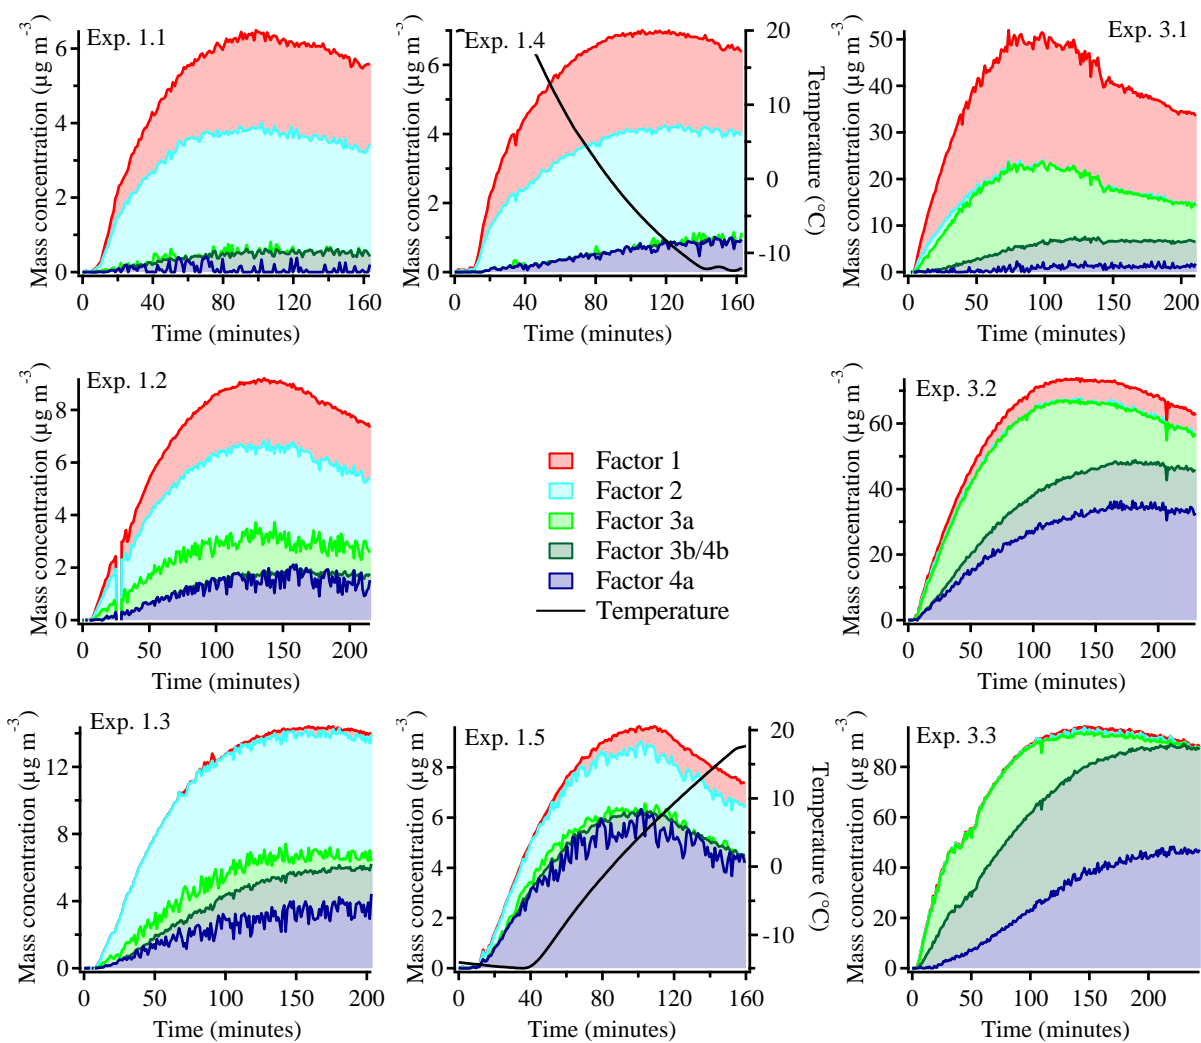 Exp. 1.1
Mass concentration (µg m-3)
6
4
2
0
0 40 80 120 160
Time (minutes)
Exp. 1.4
Mass concentration (µg m-3)
6
4
2
0
0 40 80 120 160
Time (minutes)
20
10
0
-10
Temperature (°C)
Exp. 3.1
Mass concentration (µg m-3)
50
40
30
20
10
0
0 50 100 150 200
Time (minutes)
Exp. 1.2
Mass concentration (µg m-3)
8
6
4
2
0
0 50 100 150 200
Time (minutes)
Factor 1
Factor 2
Factor 3a
Factor 3b/4b
Factor 4a
Temperature
Exp. 3.2
Mass concentration (µg m-3)
60
40
20
0
0 50 100 150 200
Time (minutes)
Exp. 1.3
Mass concentration (µg m-3)
12
8
4
0
0 50 100 150 200
Time (minutes)
Exp. 1.5
Mass concentration (µg m-3)
8
6
4
2
0
0 40 80 120 160
Time (minutes)
20
10
0
-10
Temperature (°C)
Exp. 3.3
Mass concentration (µg m-3)
80
60
40
20
0
0 50 100 150 200
Time (minutes)